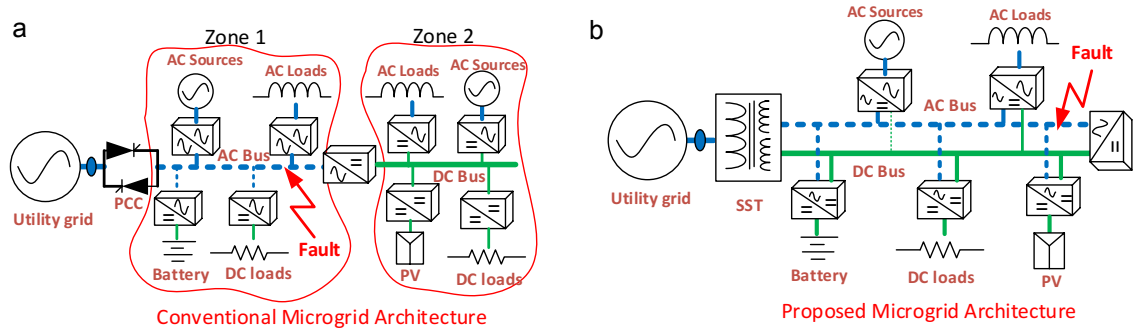 a
Zone 1
Zone 2
AC Sources
AC Loads
AC Loads
AC Sources
AC Bus
DC Bus
Utility grid
PCC
Fault
Battery
DC loads
PV
DC loads
Conventional Microgrid Architecture
b
AC Sources
AC Loads
Fault
AC Bus
DC Bus
Utility grid
SST
Battery
DC loads
PV
Proposed Microgrid Architecture